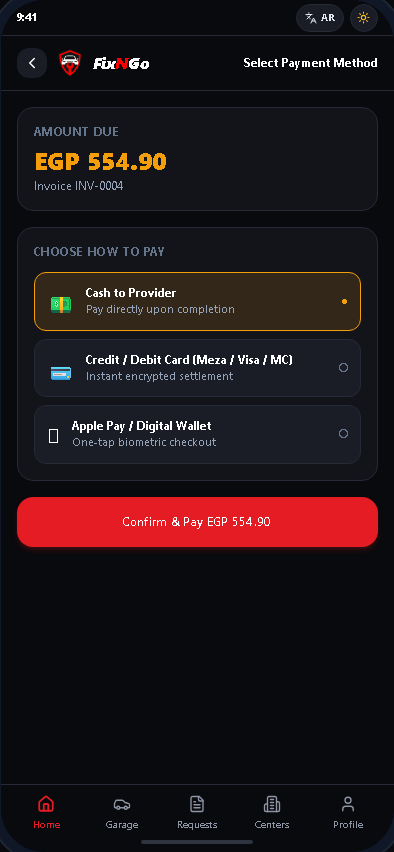 9:41
AR
FixNGo
Select Payment Method
AMOUNT DUE
EGP 554.90
Invoice INV-0004
CHOOSE HOW TO PAY
Cash to Provider
Pay directly upon completion
Credit / Debit Card (Meza / Visa / MC)
Instant encrypted settlement
Apple Pay / Digital Wallet
One-tap biometric checkout
Confirm & Pay EGP 554.90
Home
Garage
Requests
Centers
Profile